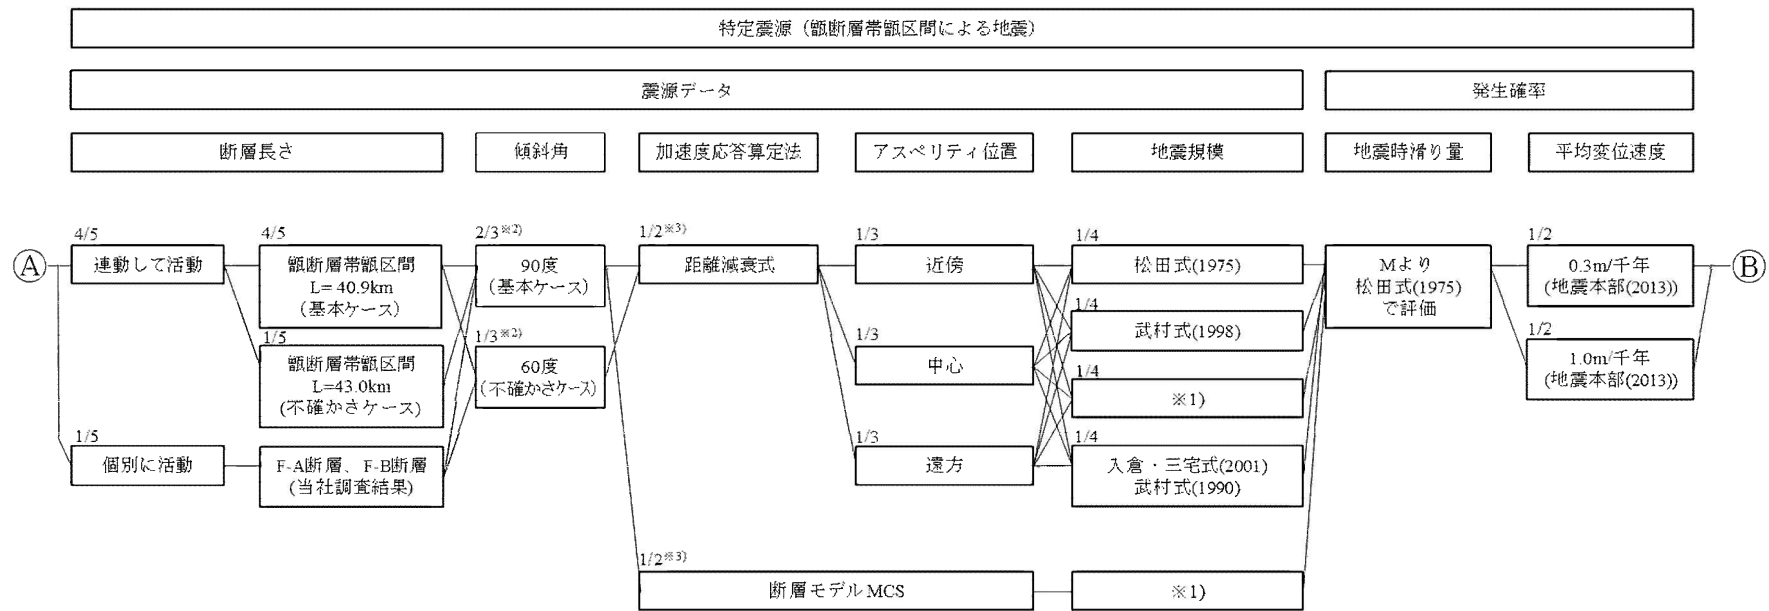 特定震源（甑断層帯甑区間による地震）
震源データ
発生確率
断層長さ
傾斜角
加速度応答算定法
アスペリティ位置
地震規模
地震時滑り量
平均変位速度
Ⓐ
4/5
連動して活動
1/5
個別に活動
4/5
甑断層帯甑区間
L= 40.9km
（基本ケース）
1/5
甑断層帯甑区間
L=43.0km
(不確かさケース)
F-A断層、F-B断層
(当社調査結果)
2/3※2)
90度
（基本ケース）
1/3※2)
60度
（不確かさケース）
1/2※3)
距離減衰式
1/2※3)
断層モデルMCS
1/3
近傍
1/3
中心
1/3
遠方
1/4
松田式(1975)
1/4
武村式(1998)
1/4
※1)
1/4
入倉・三宅式(2001)
武村式(1990)
※1)
Mより
松田式(1975)
で評価
1/2
0.3m/千年
(地震本部(2013))
1/2
1.0m/千年
(地震本部(2013))
Ⓑ